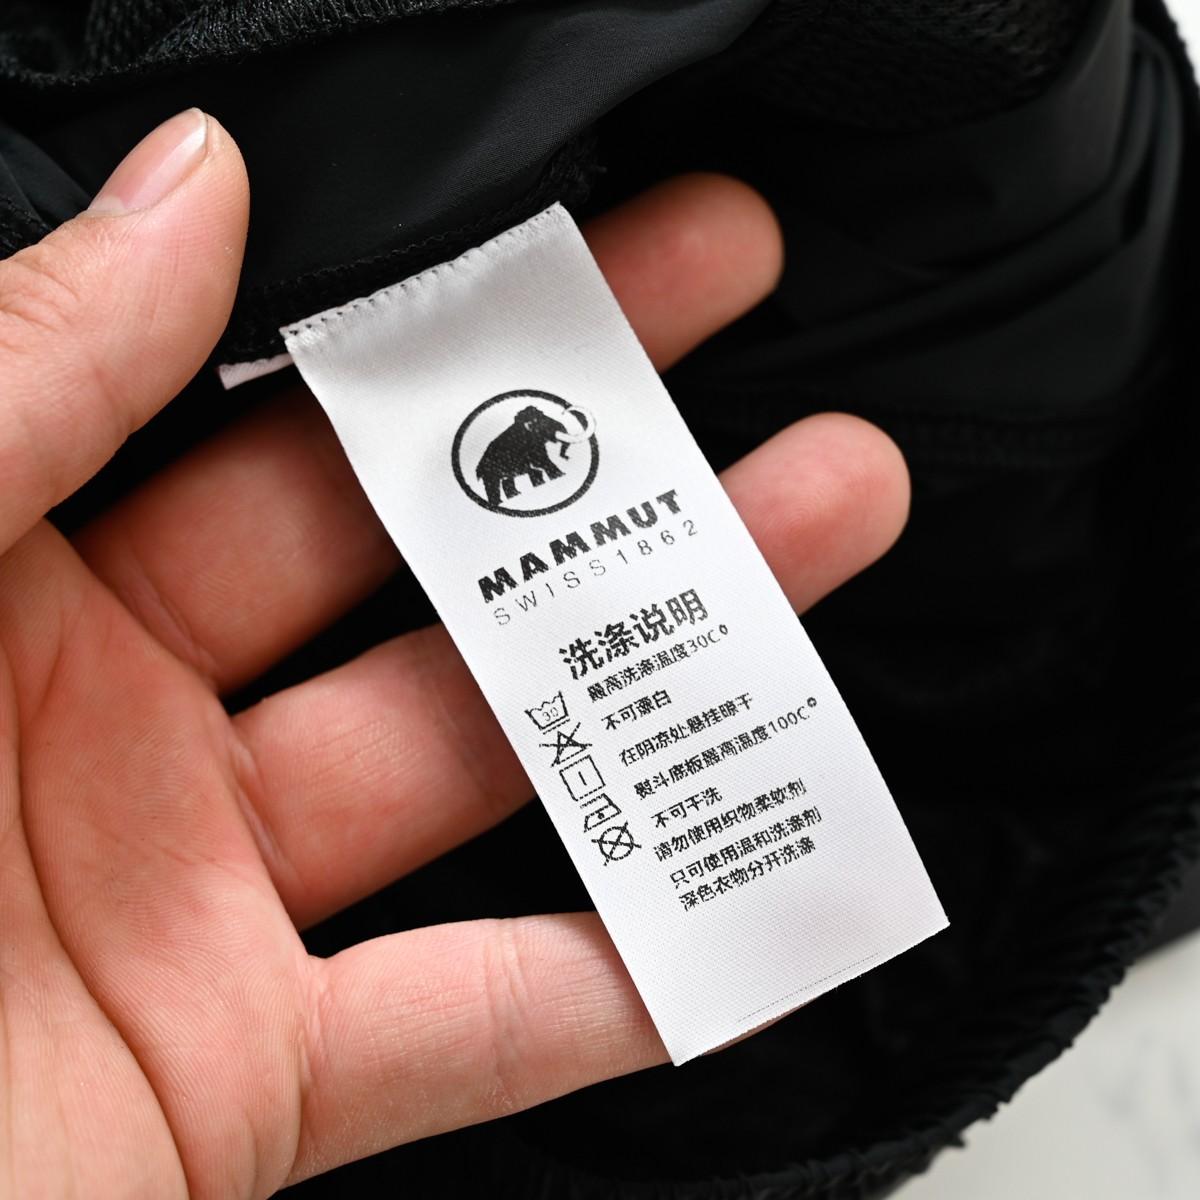 MAMMUT
SWISS1862
洗涤说明
最高洗涤温度30C°
不可漂白
在阴凉处悬挂晾干
熨斗底板最高温度100C°
不可干洗
请勿使用织物柔软剂
只可使用温和洗涤剂
深色衣物分开洗涤
30